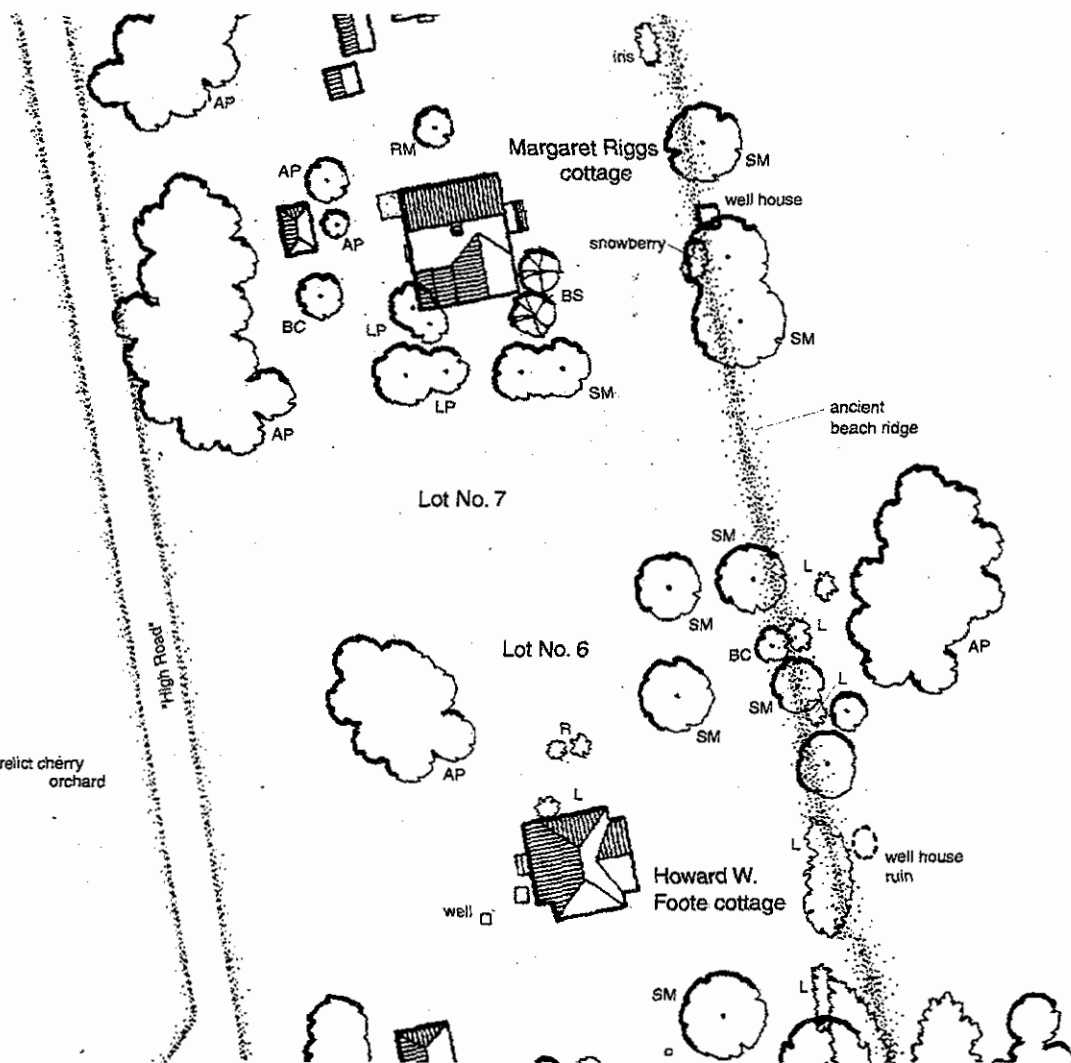 iris
AP
RM
Margaret Riggs
cottage
SM
AP
well house
AP
snowberry
BS
BC
LP
SM
SM
LP
ancient
beach ridge
AP
Lot No. 7
SM
L
SM
L
"High Road"
Lot No. 6
BC
AP
L
SM
SM
R
relict cherry
orchard
AP
L
L
well house
ruin
Howard W.
Foote cottage
well
SM
L